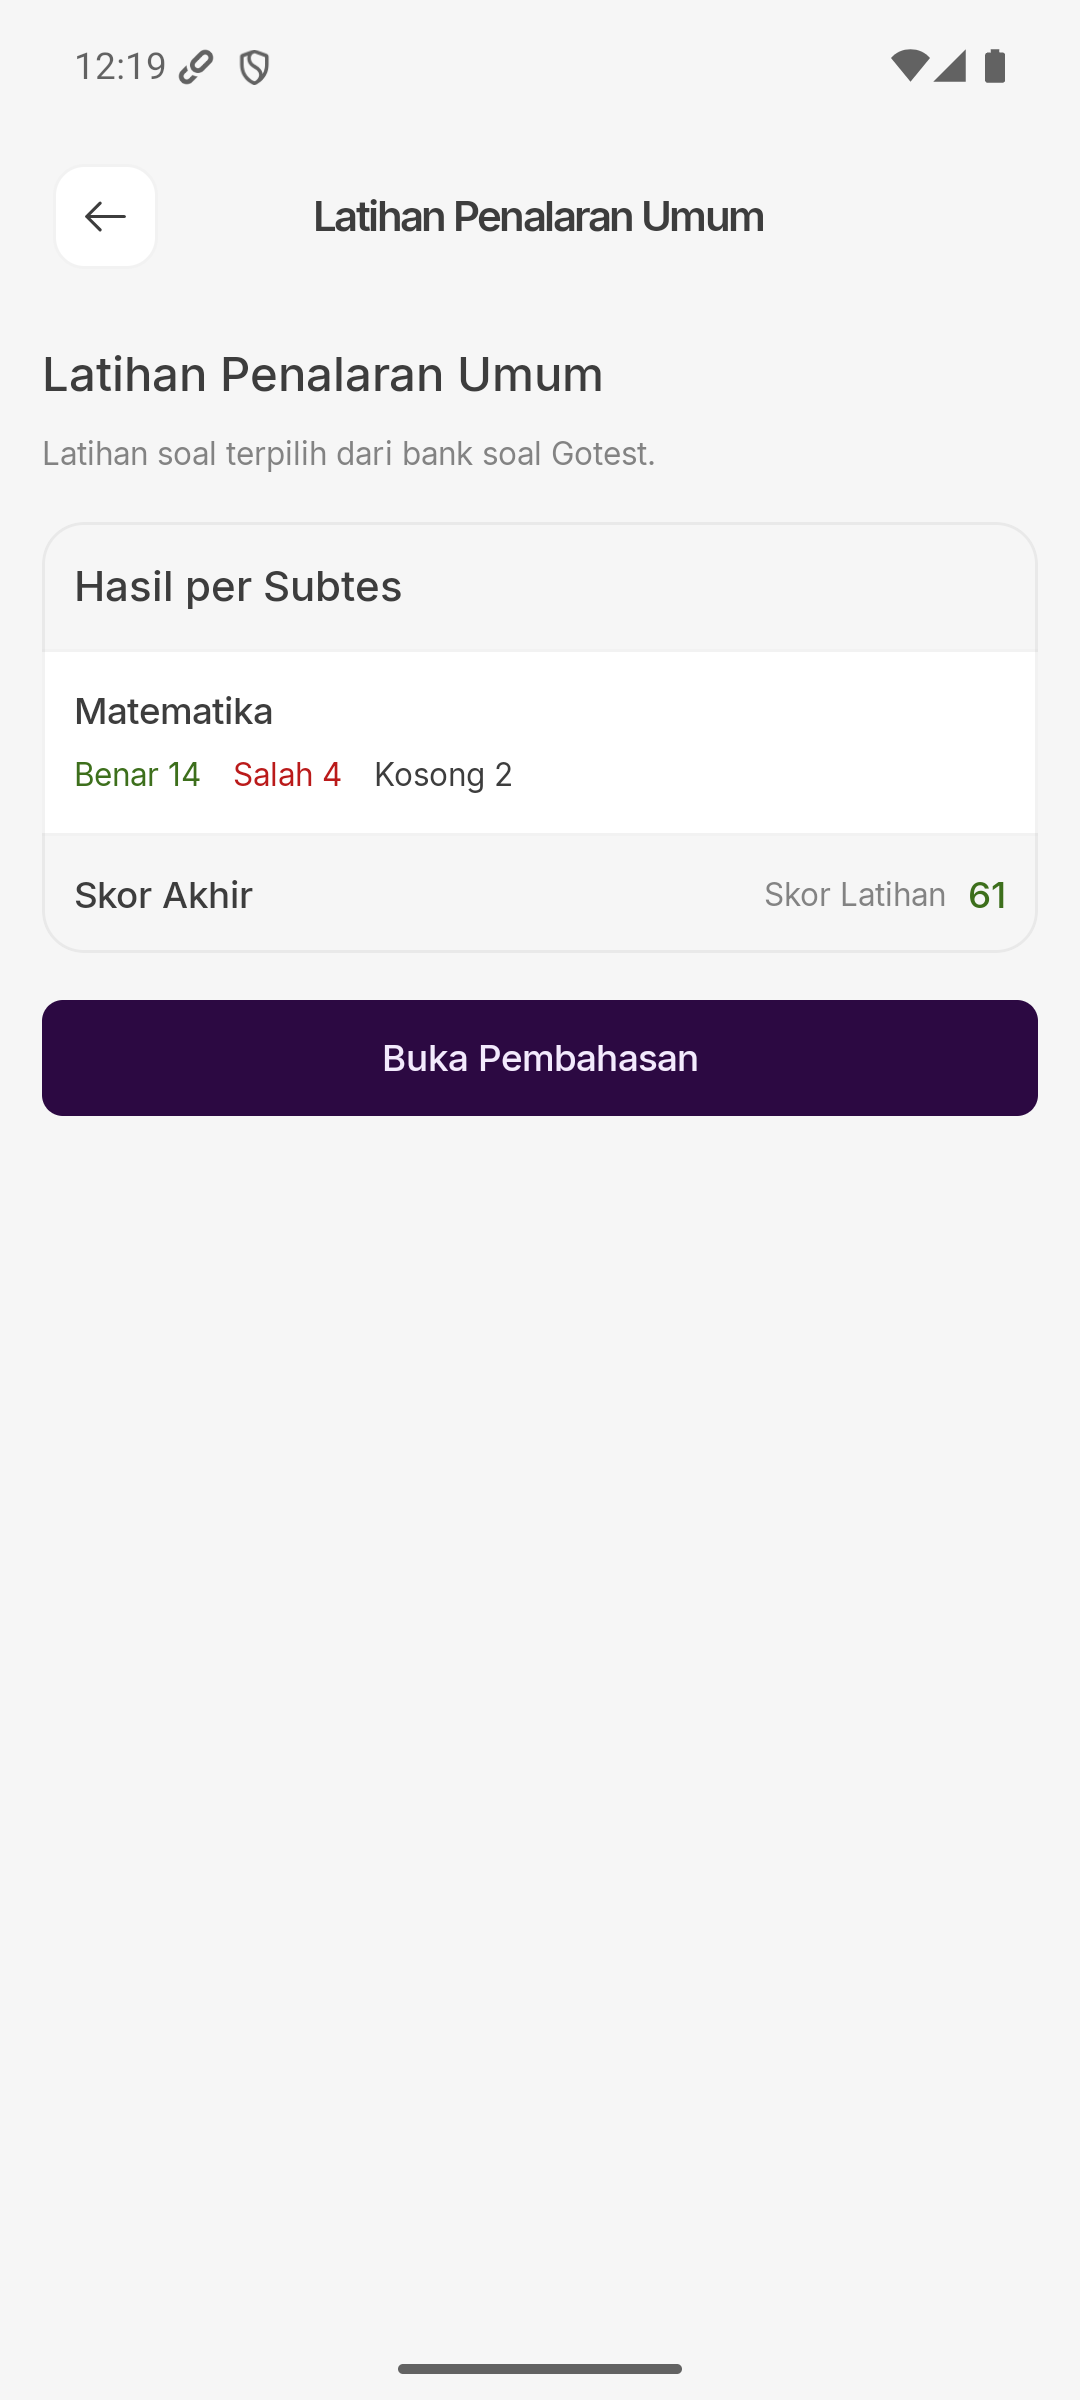 12:19
Latihan Penalaran Umum
Latihan Penalaran Umum
Latihan soal terpilih dari bank soal Gotest.
Hasil per Subtes
Matematika
Benar 14 Salah 4 Kosong 2
Skor Akhir Skor Latihan 61
Buka Pembahasan